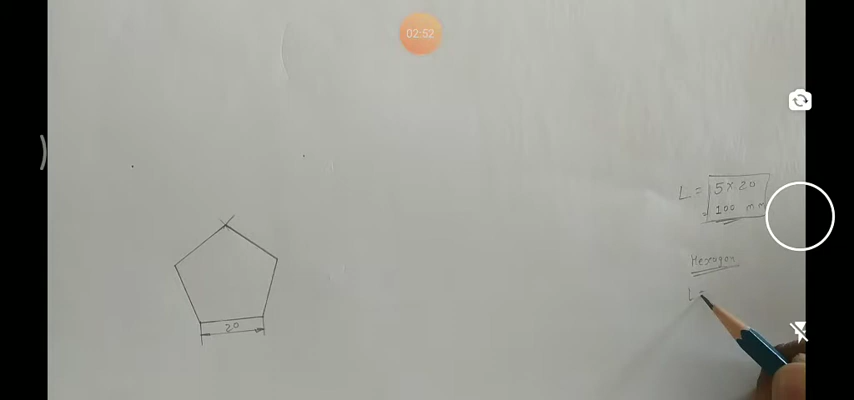 02:52
L = 5 x 20
100 mm
Hexagon
L =
20